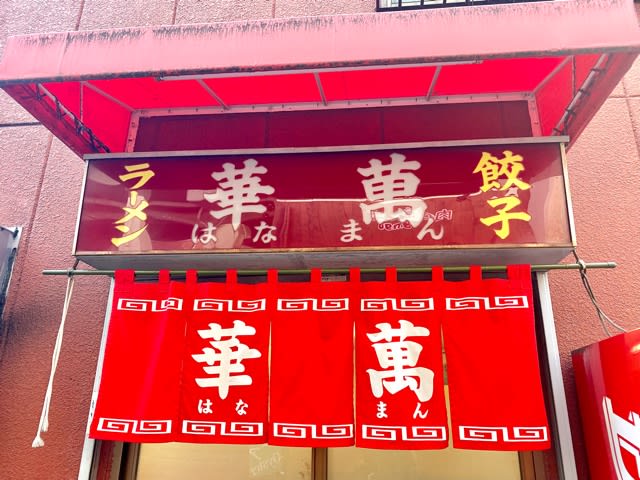 ラーメン
華萬
はなまん
餃子
華萬
はなまん